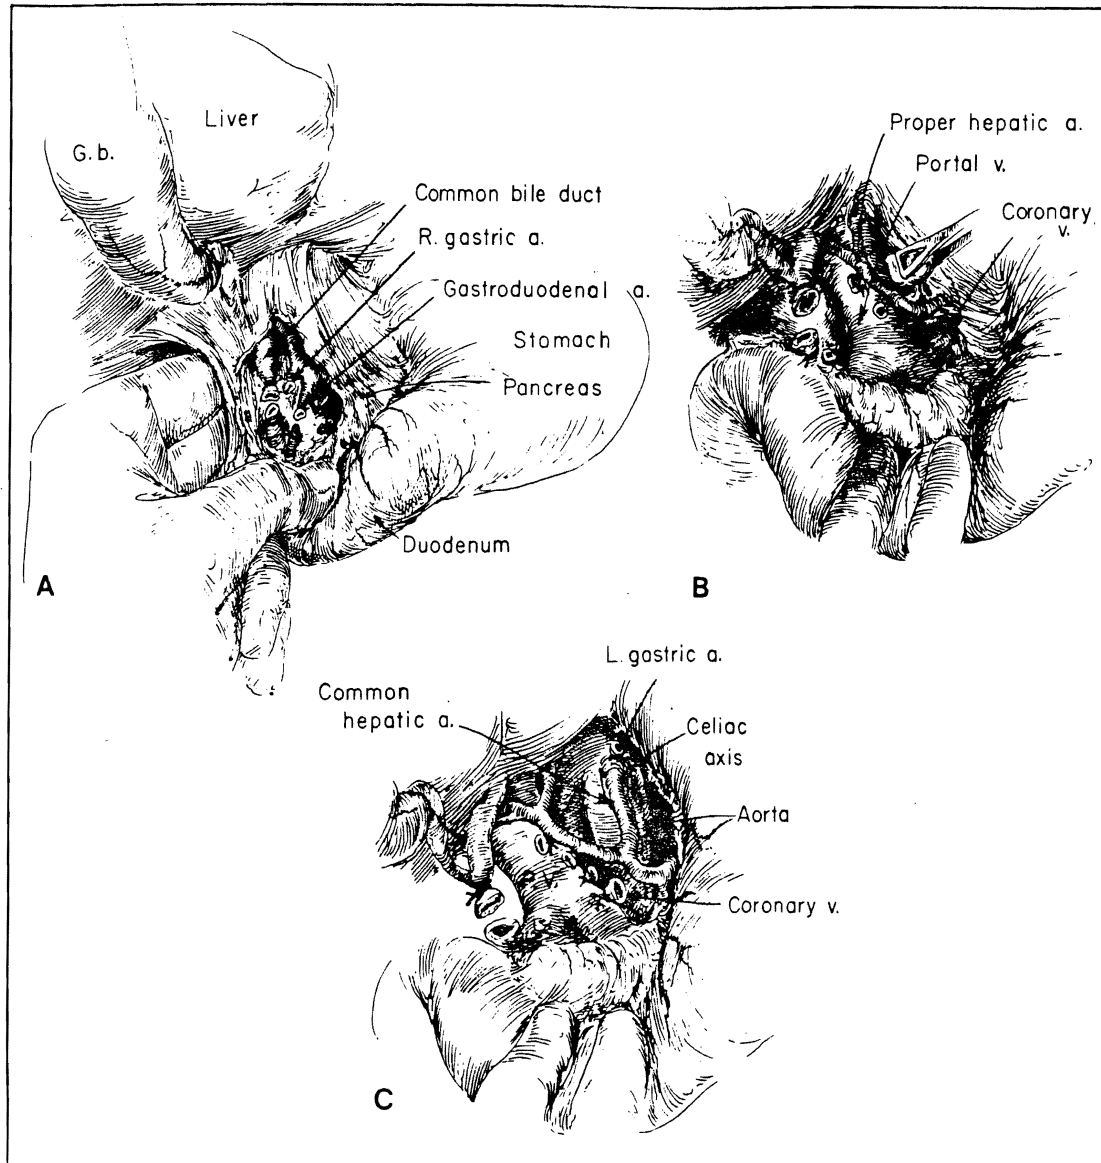 Liver
G.b.
Common bile duct
R. gastric a.
Gastroduodenal a.
Stomach
Pancreas
Duodenum
A
Proper hepatic a.
Portal v.
Coronary
v.
B
L. gastric a.
Common
hepatic a.
Celiac
axis
Aorta
P.V.
Coronary v.
C